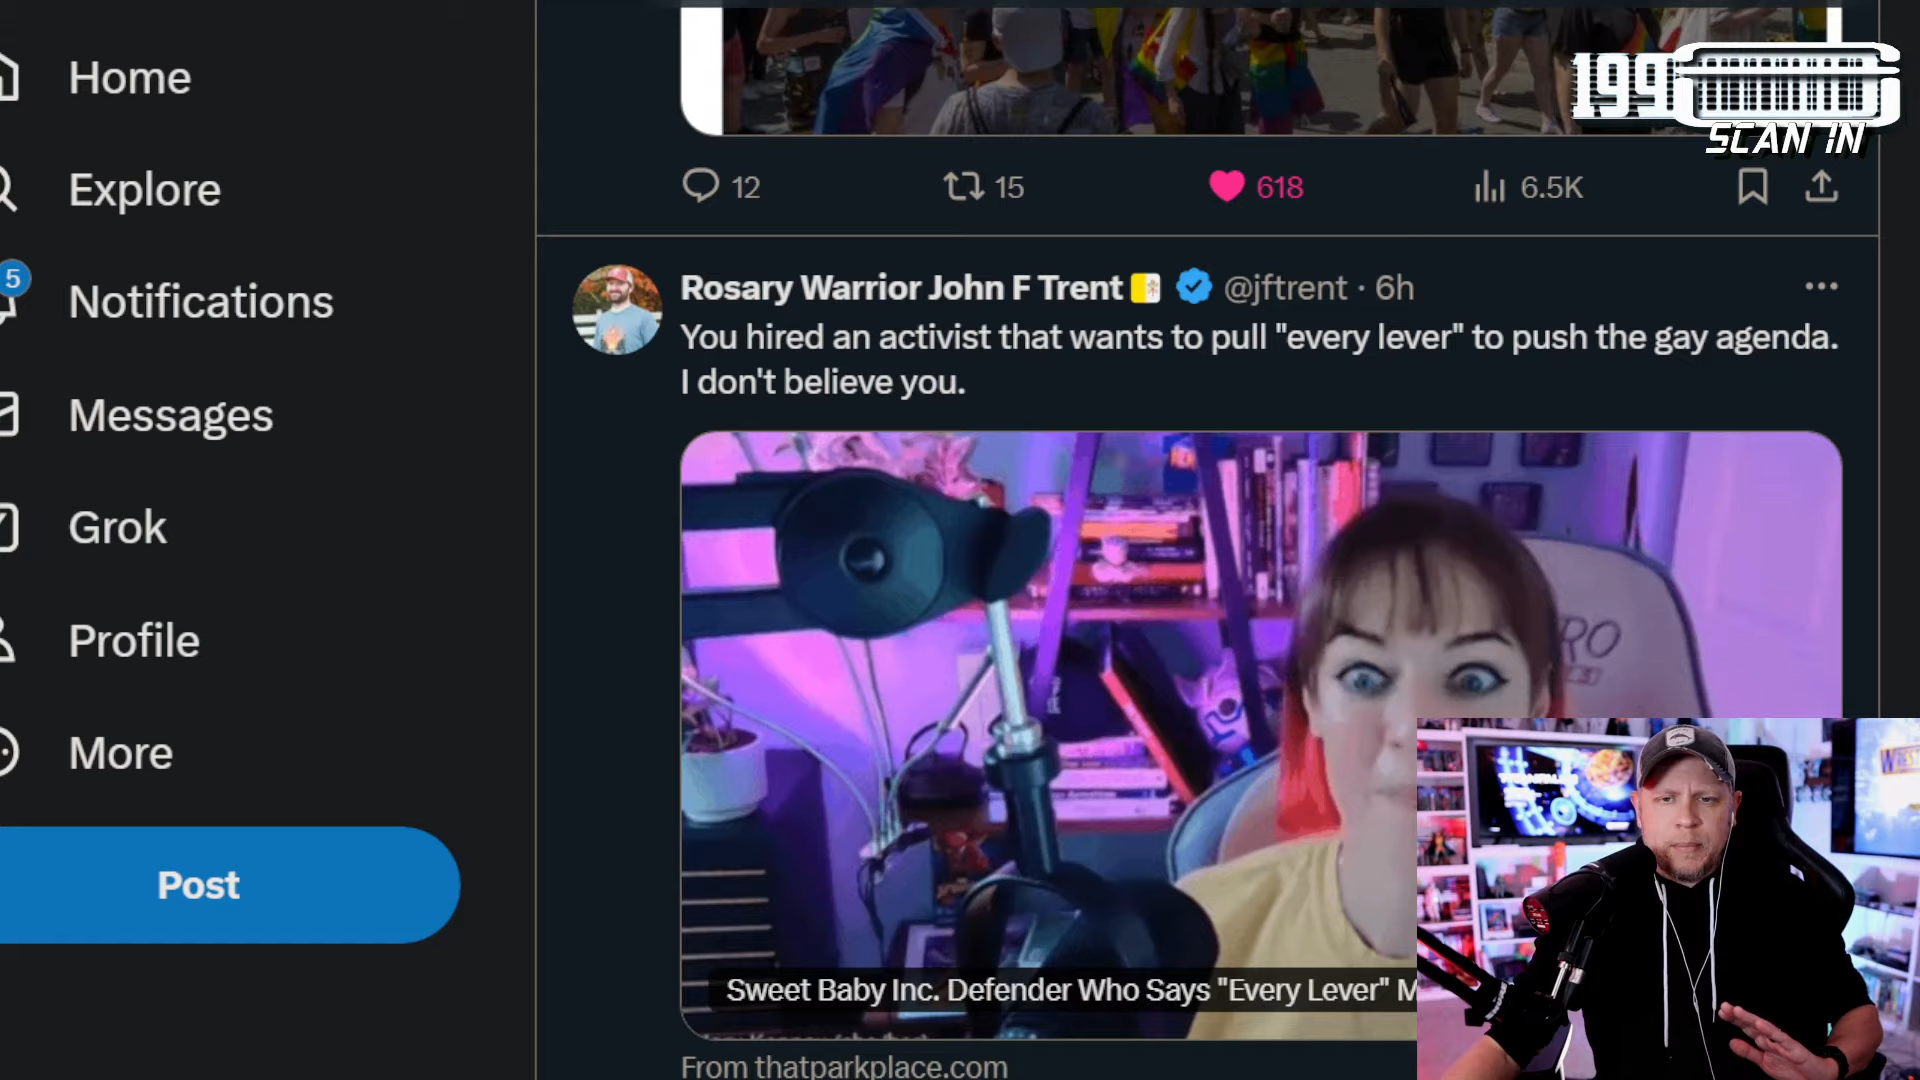 199
SCAN IN
Home
Explore
5
Notifications
Messages
Grok
Profile
More
Post
12
15
618
6.5K
Rosary Warrior John F Trent @jftrent · 6h
You hired an activist that wants to pull "every lever" to push the gay agenda.
I don't believe you.
Sweet Baby Inc. Defender Who Says "Every Lever" M
From thatparkplace.com